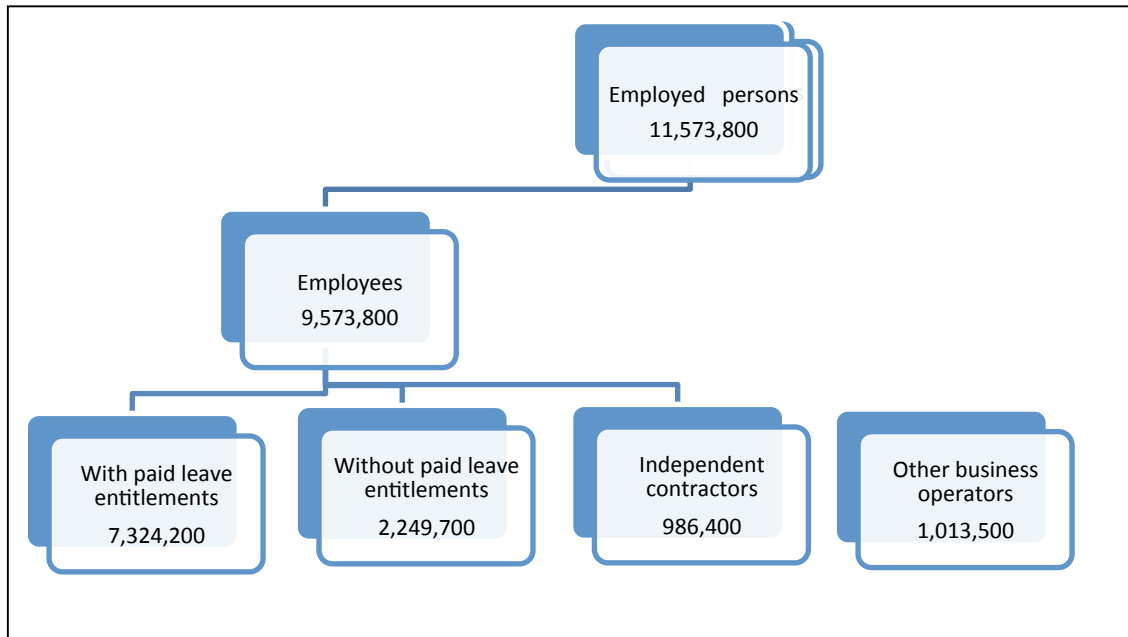 Employed persons
11,573,800
Employees
9,573,800
With paid leave
entitlements
7,324,200
Without paid leave
entitlements
2,249,700
Independent
contractors
986,400
Other business
operators
1,013,500